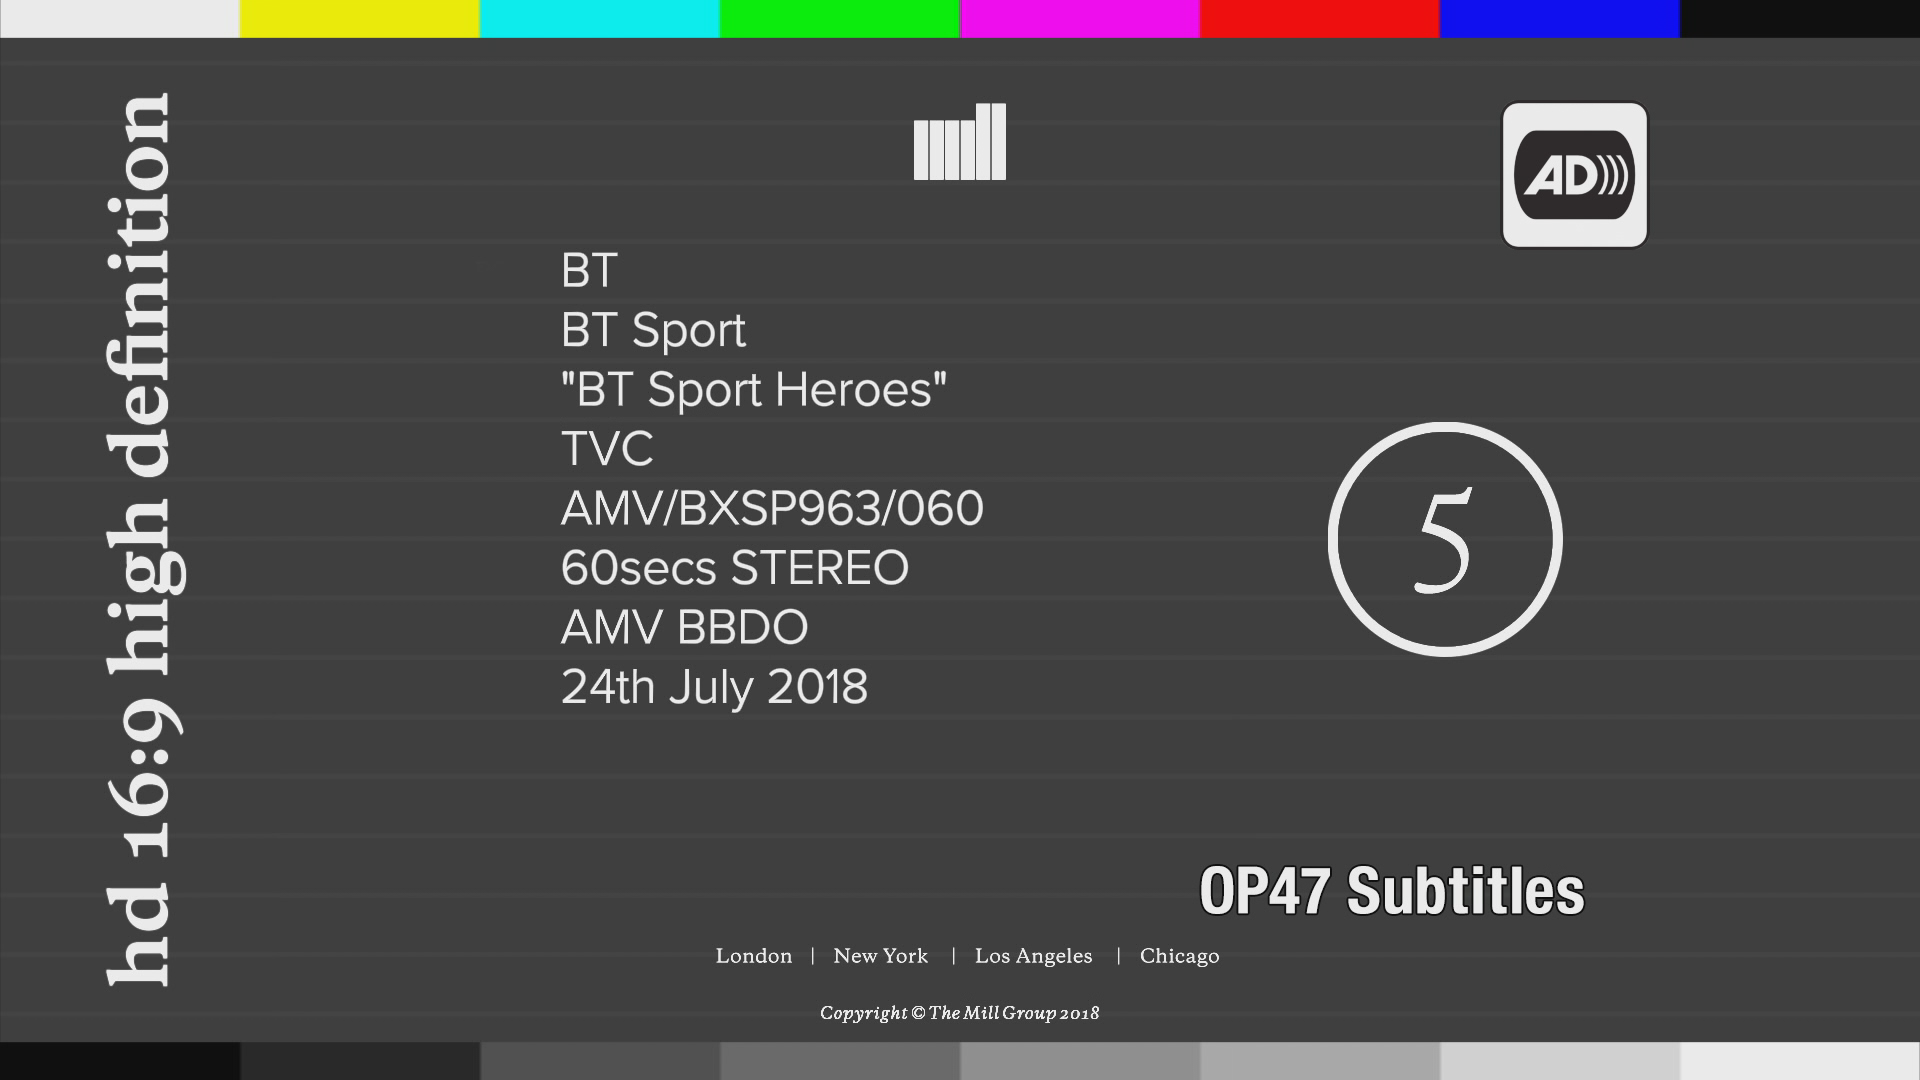 hd 16:9 high definition
AD
BT
BT Sport
"BT Sport Heroes"
TVC
AMV/BXSP963/060
60secs STEREO
AMV BBDO
24th July 2018
5
OP47 Subtitles
London | New York | Los Angeles | Chicago
Copyright © The Mill Group 2018